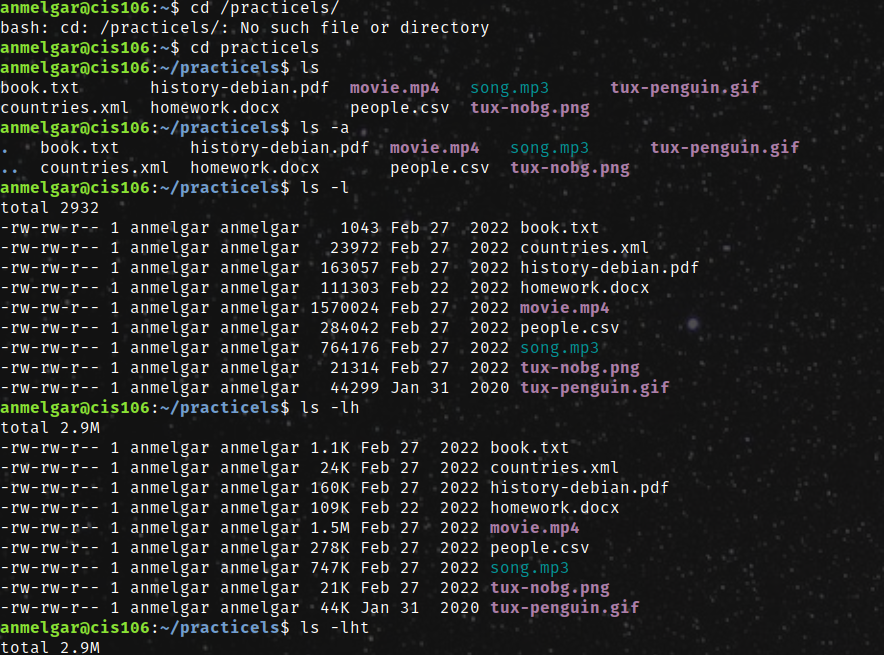 anmelgar@cis106:~$ cd /practicels/
bash: cd: /practicels/: No such file or directory
anmelgar@cis106:~$ cd practicels
anmelgar@cis106:~/practicels$ ls
book.txt       history-debian.pdf  movie.mp4   song.mp3      tux-penguin.gif
countries.xml  homework.docx       people.csv  tux-nobg.png
anmelgar@cis106:~/practicels$ ls -a
.   book.txt       history-debian.pdf  movie.mp4   song.mp3      tux-penguin.gif
..  countries.xml  homework.docx       people.csv  tux-nobg.png
anmelgar@cis106:~/practicels$ ls -l
total 2932
-rw-rw-r-- 1 anmelgar anmelgar    1043 Feb 27  2022 book.txt
-rw-rw-r-- 1 anmelgar anmelgar   23972 Feb 27  2022 countries.xml
-rw-rw-r-- 1 anmelgar anmelgar  163057 Feb 27  2022 history-debian.pdf
-rw-rw-r-- 1 anmelgar anmelgar  111303 Feb 22  2022 homework.docx
-rw-rw-r-- 1 anmelgar anmelgar 1570024 Feb 27  2022 movie.mp4
-rw-rw-r-- 1 anmelgar anmelgar  284042 Feb 27  2022 people.csv
-rw-rw-r-- 1 anmelgar anmelgar  764176 Feb 27  2022 song.mp3
-rw-rw-r-- 1 anmelgar anmelgar   21314 Feb 27  2022 tux-nobg.png
-rw-rw-r-- 1 anmelgar anmelgar   44299 Jan 31  2020 tux-penguin.gif
anmelgar@cis106:~/practicels$ ls -lh
total 2.9M
-rw-rw-r-- 1 anmelgar anmelgar 1.1K Feb 27  2022 book.txt
-rw-rw-r-- 1 anmelgar anmelgar  24K Feb 27  2022 countries.xml
-rw-rw-r-- 1 anmelgar anmelgar 160K Feb 27  2022 history-debian.pdf
-rw-rw-r-- 1 anmelgar anmelgar 109K Feb 22  2022 homework.docx
-rw-rw-r-- 1 anmelgar anmelgar 1.5M Feb 27  2022 movie.mp4
-rw-rw-r-- 1 anmelgar anmelgar 278K Feb 27  2022 people.csv
-rw-rw-r-- 1 anmelgar anmelgar 747K Feb 27  2022 song.mp3
-rw-rw-r-- 1 anmelgar anmelgar  21K Feb 27  2022 tux-nobg.png
-rw-rw-r-- 1 anmelgar anmelgar  44K Jan 31  2020 tux-penguin.gif
anmelgar@cis106:~/practicels$ ls -lht
total 2.9M